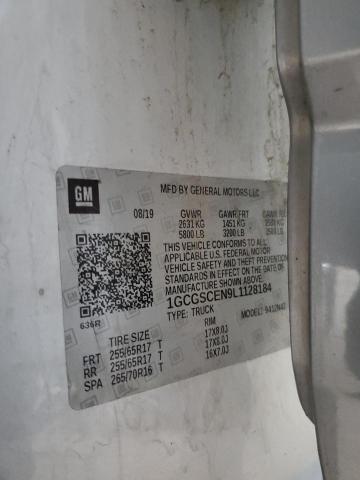 GM
MFD BY GENERAL MOTORS LLC
08/19 GVWR GAWR FRT GAWR
2631 KG 1451 KG
5800 LB 3200 LB
THIS VEHICLE CONFORMS TO ALL
APPLICABLE U.S. FEDERAL MOTOR
VEHICLE SAFETY
STANDARDS IN EFFECT ON THE DATE OF
MANUFACTURE SHOWN ABOVE.
1GCGSCEN9L1128184
TYPE: TRUCK MODEL:
636R
TIRE SIZE RIM
FRT 255/65R17 T 17X8.0J
RR 255/65R17 T 17X8.0J
SPA 265/70R16 T 16X7.0J